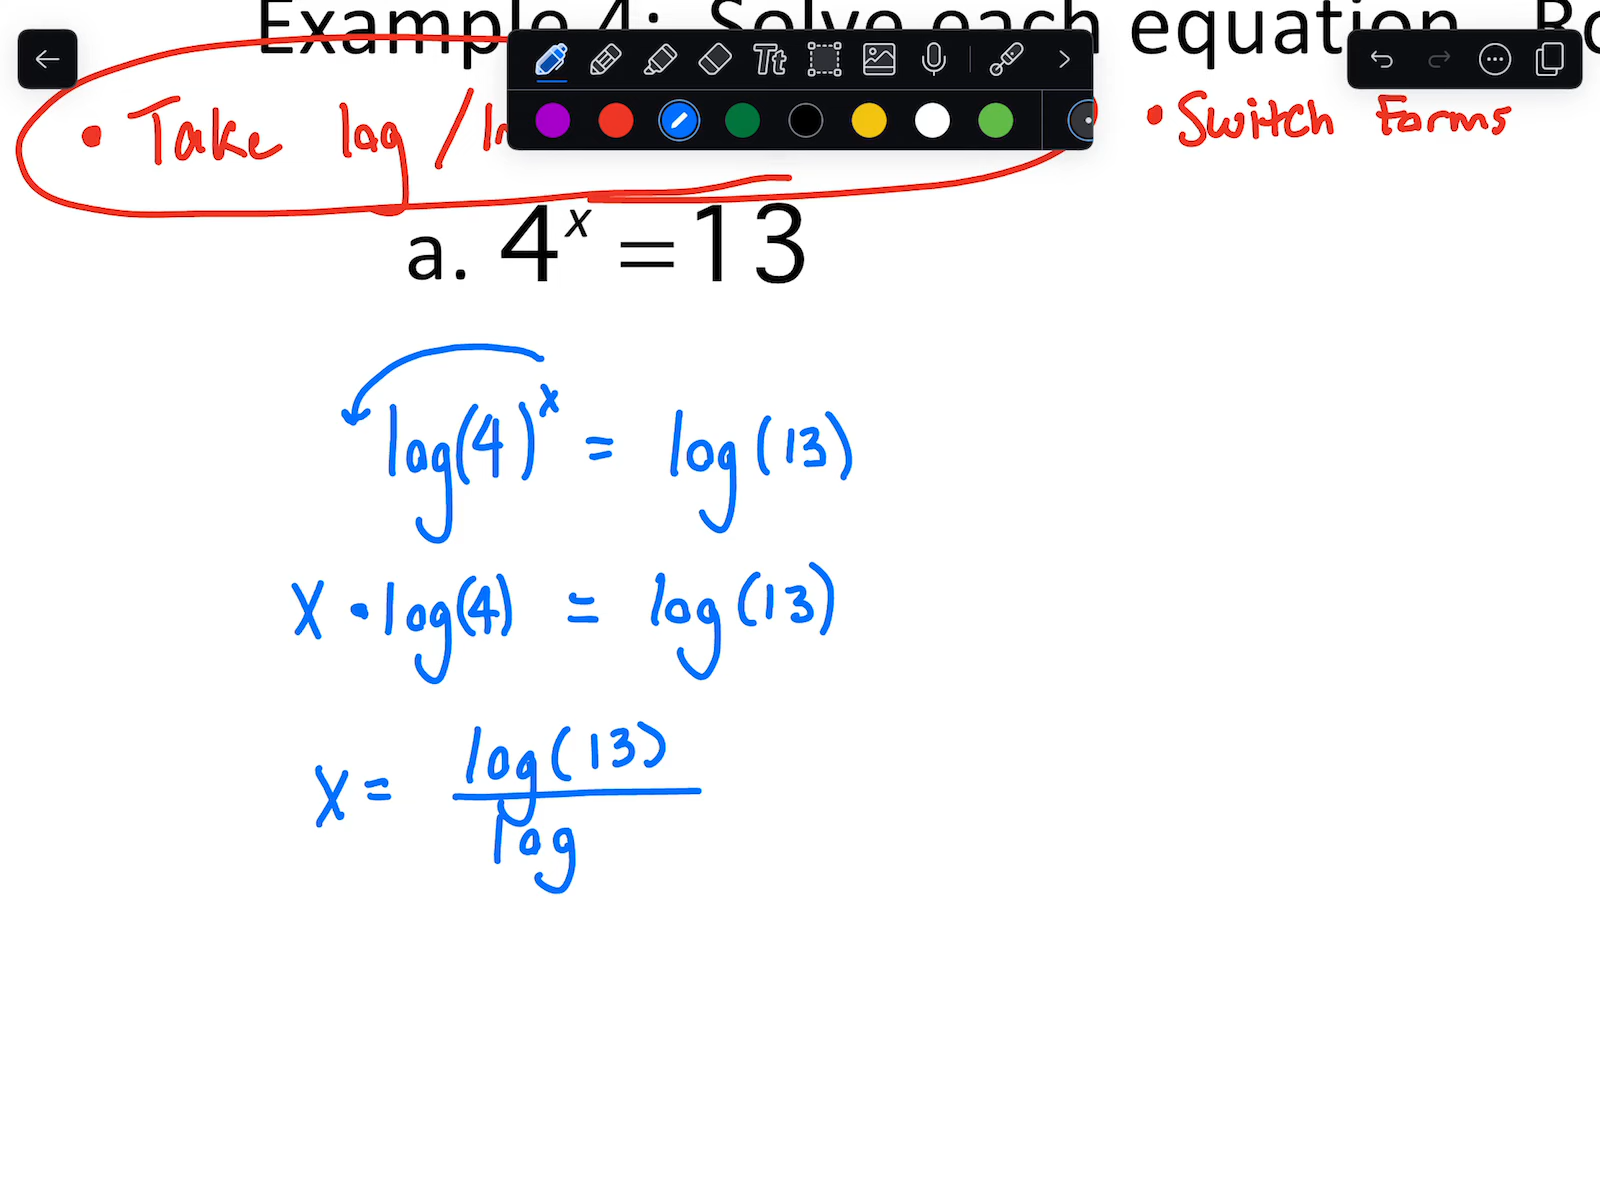 Example 4: Solve each equation. Ro
• Take log / ln
• Switch Forms
a. 4^x = 13
log(4)^x = log(13)
x • log(4) = log(13)
x = log(13) / log
Tt